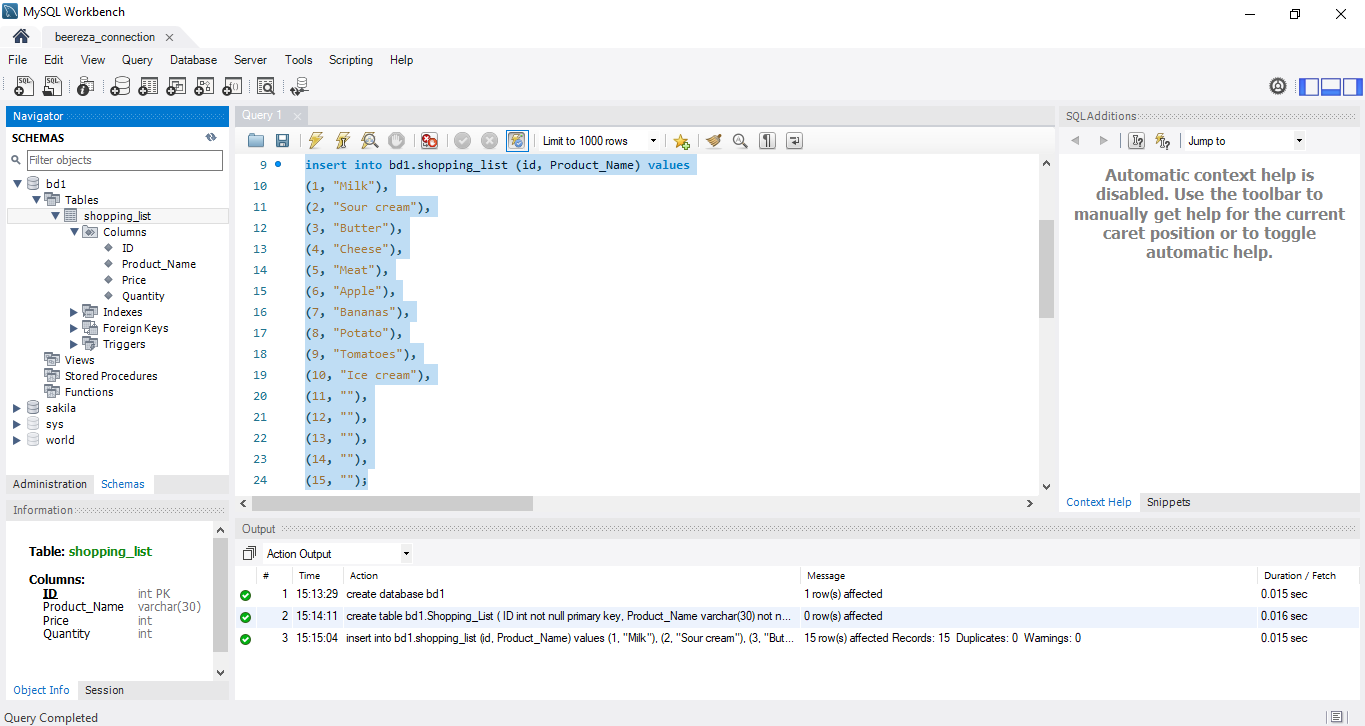 MySQL Workbench
beereza_connection
File Edit View Query Database Server Tools Scripting Help
Navigator
SCHEMAS
Filter objects
bd1
Tables
shopping_list
Columns
ID
Product_Name
Price
Quantity
Indexes
Foreign Keys
Triggers
Views
Stored Procedures
Functions
sakila
sys
world
Administration Schemas
Information
Table: shopping_list
Columns:
ID int PK
Product_Name varchar(30)
Price int
Quantity int
Object Info Session
Query 1
Limit to 1000 rows
9 insert into bd1.shopping_list (id, Product_Name) values
10 (1, "Milk"),
11 (2, "Sour cream"),
12 (3, "Butter"),
13 (4, "Cheese"),
14 (5, "Meat"),
15 (6, "Apple"),
16 (7, "Bananas"),
17 (8, "Potato"),
18 (9, "Tomatoes"),
19 (10, "Ice cream"),
20 (11, ""),
21 (12, ""),
22 (13, ""),
23 (14, ""),
24 (15, "");
SQLAdditions
Jump to
Automatic context help is
disabled. Use the toolbar to
manually get help for the current
caret position or to toggle
automatic help.
Context Help Snippets
Output
Action Output
# Time Action Message Duration / Fetch
1 15:13:29 create database bd1 1 row(s) affected 0.015 sec
2 15:14:11 create table bd1.Shopping_List ( ID int not null primary key, Product_Name varchar(30) not n... 0 row(s) affected 0.016 sec
3 15:15:04 insert into bd1.shopping_list (id, Product_Name) values (1, "Milk"), (2, "Sour cream"), (3, "But... 15 row(s) affected Records: 15 Duplicates: 0 Warnings: 0 0.015 sec
Query Completed